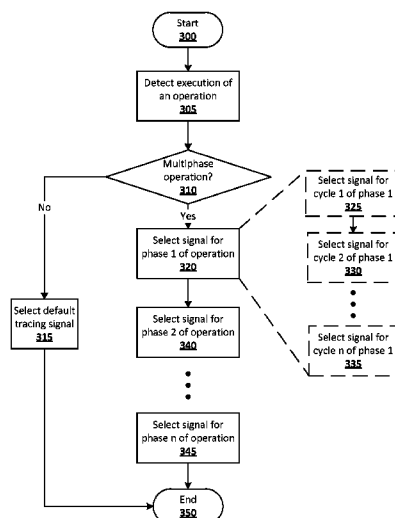 Start
300
Detect execution of
an operation
305
Multiphase
operation?
310
No
Yes
Select signal for
phase 1 of operation
320
Select signal for
cycle 1 of phase 1
325
Select signal for
cycle 2 of phase 1
330
Select signal for
cycle n of phase 1
335
Select default
tracing signal
315
Select signal for
phase 2 of operation
340
Select signal for
phase n of operation
345
End
350